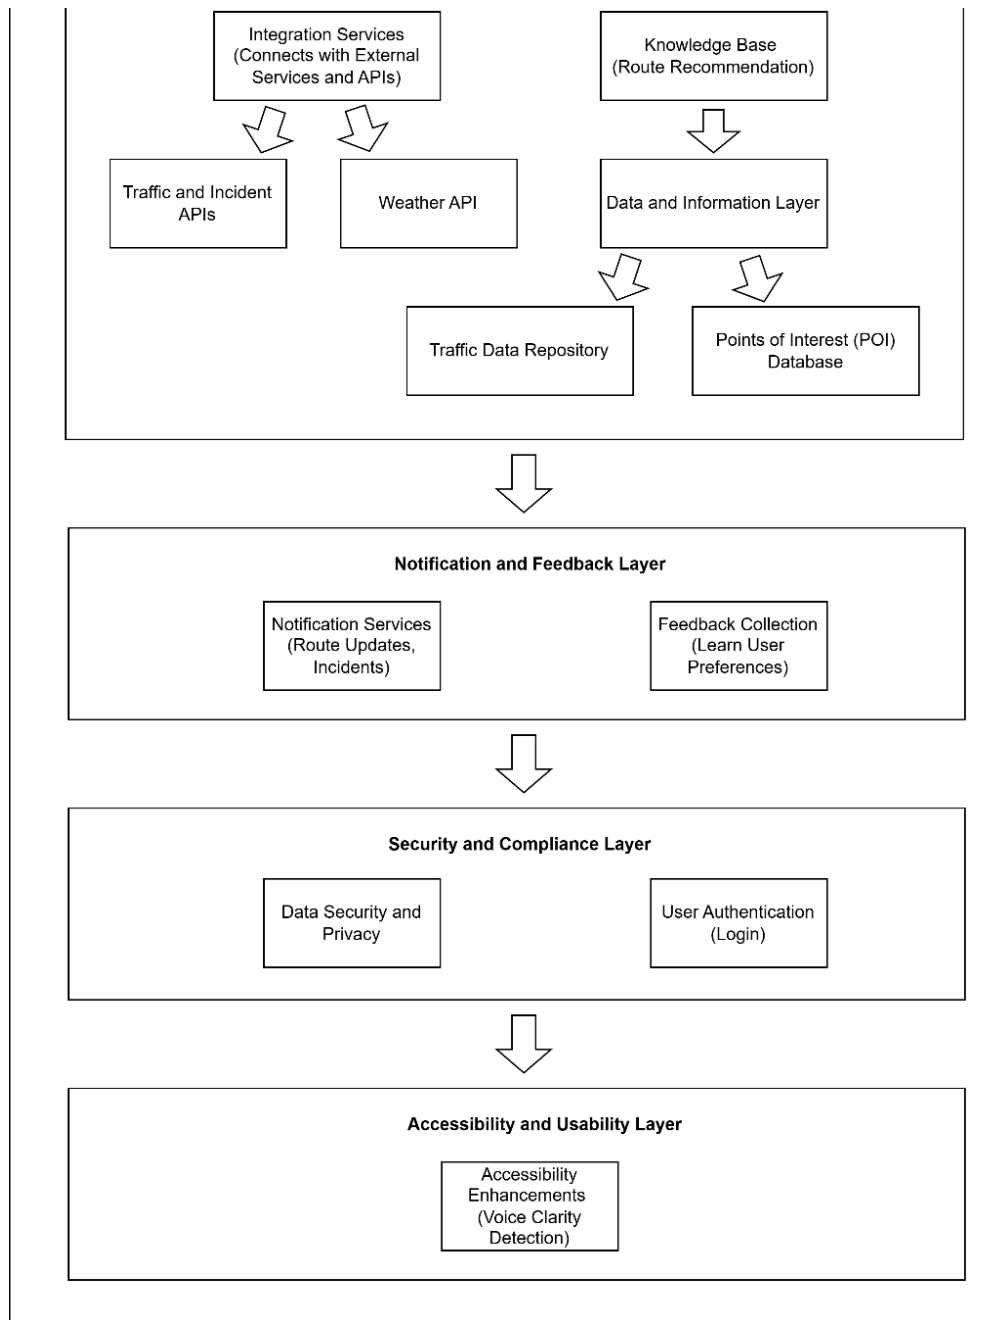 Integration Services
(Connects with External
Services and APIs)
Knowledge Base
(Route Recommendation)
Traffic and Incident
APIs
Weather API
Data and Information Layer
Traffic Data Repository
Points of Interest (POI)
Database
Notification and Feedback Layer
Notification Services
(Route Updates,
Incidents)
Feedback Collection
(Learn User
Preferences)
Security and Compliance Layer
Data Security and
Privacy
User Authentication
(Login)
Accessibility and Usability Layer
Accessibility
Enhancements
(Voice Clarity
Detection)